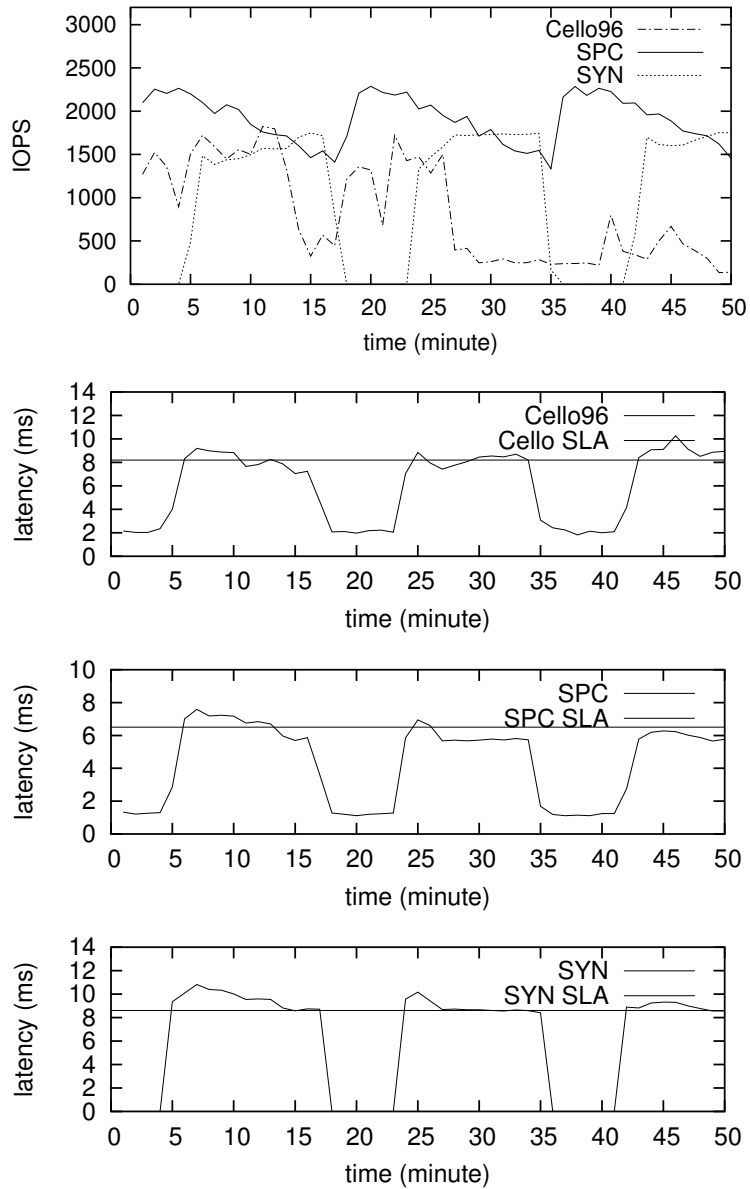 3000
2500
2000
1500
1000
500
0
IOPS
Cello96
SPC
SYN
0 5 10 15 20 25 30 35 40 45 50
time (minute)
14
12
10
8
6
4
2
0
latency (ms)
Cello96
Cello SLA
0 5 10 15 20 25 30 35 40 45 50
time (minute)
10
8
6
4
2
0
latency (ms)
SPC
SPC SLA
0 5 10 15 20 25 30 35 40 45 50
time (minute)
14
12
10
8
6
4
2
0
latency (ms)
SYN
SYN SLA
0 5 10 15 20 25 30 35 40 45 50
time (minute)